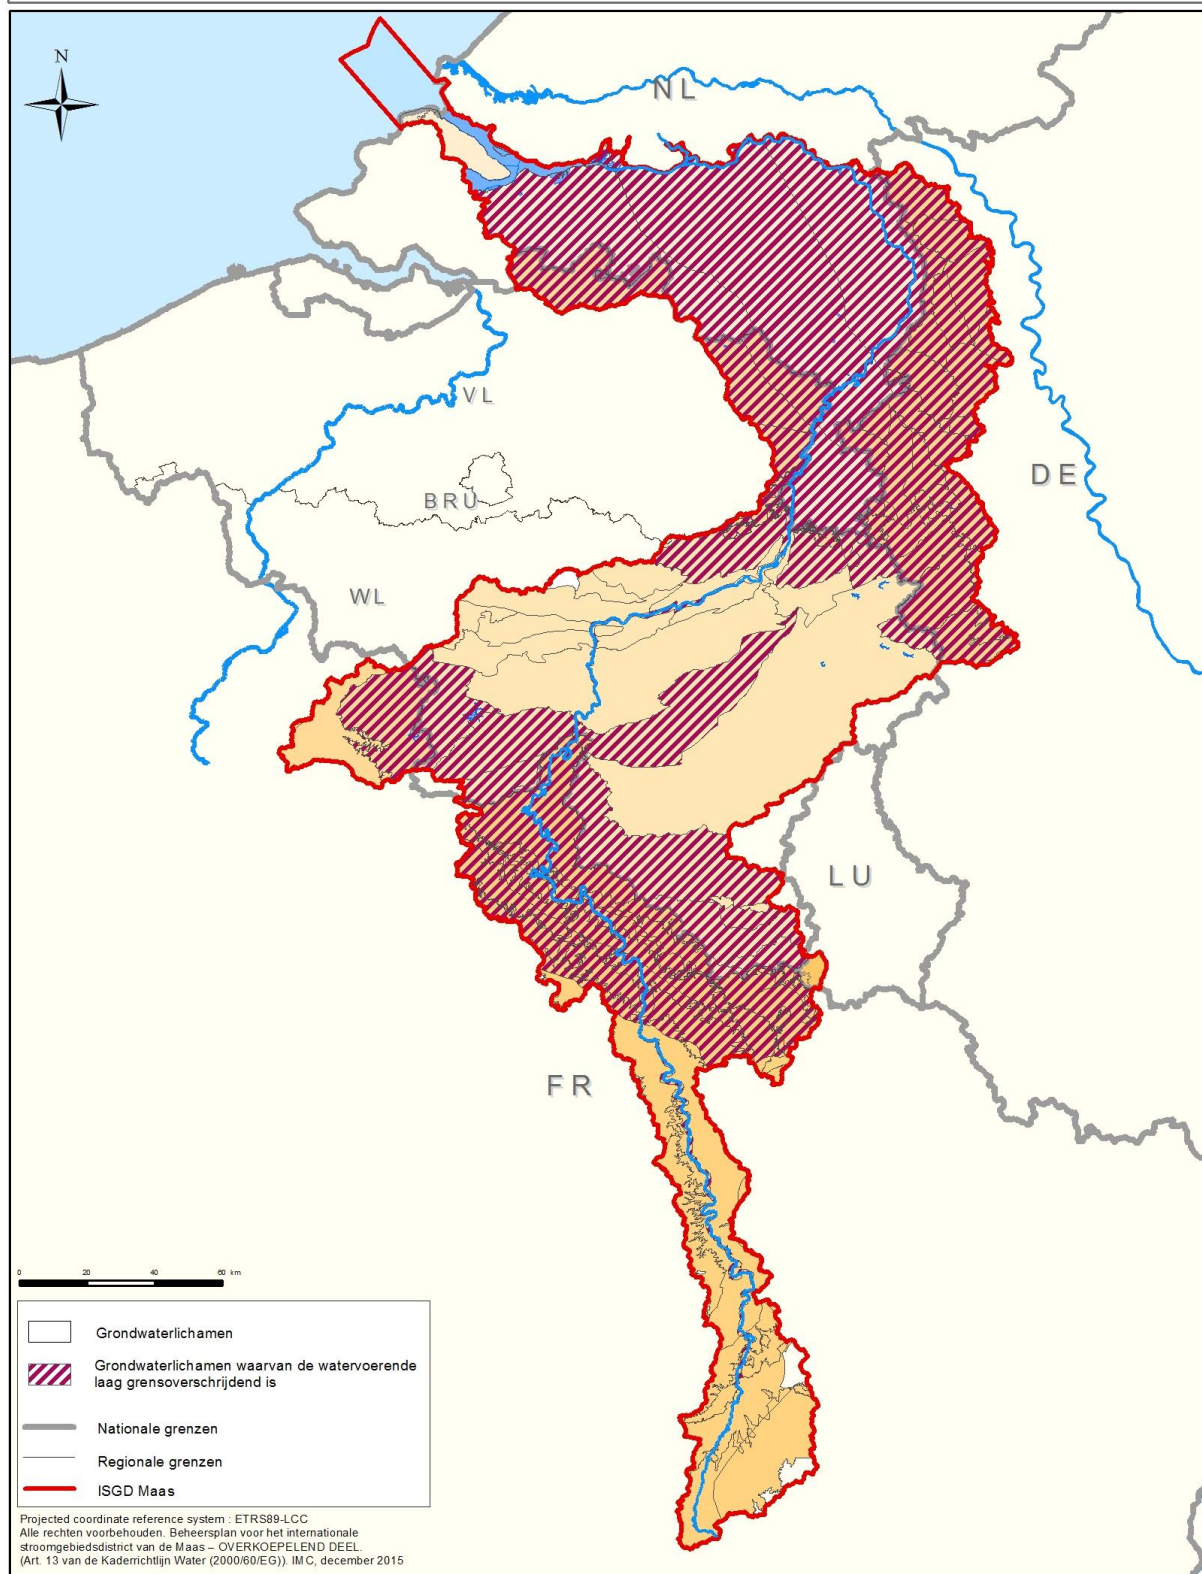 N
NL
VL
DE
BRU
WL
LU
FR
0 20 40 60 km
Grondwaterlichamen
Grondwaterlichamen waarvan de watervoerende
laag grensoverschrijdend is
Nationale grenzen
Regionale grenzen
ISGD Maas
Projected coordinate reference system : ETRS89-LCC
Alle rechten voorbehouden. Beheersplan voor het internationale
stroomgebiedsdistrict van de Maas – OVERKOEPELEND DEEL.
(Art. 13 van de Kaderrichtlijn Water (2000/60/EG)). IMC, december 2015